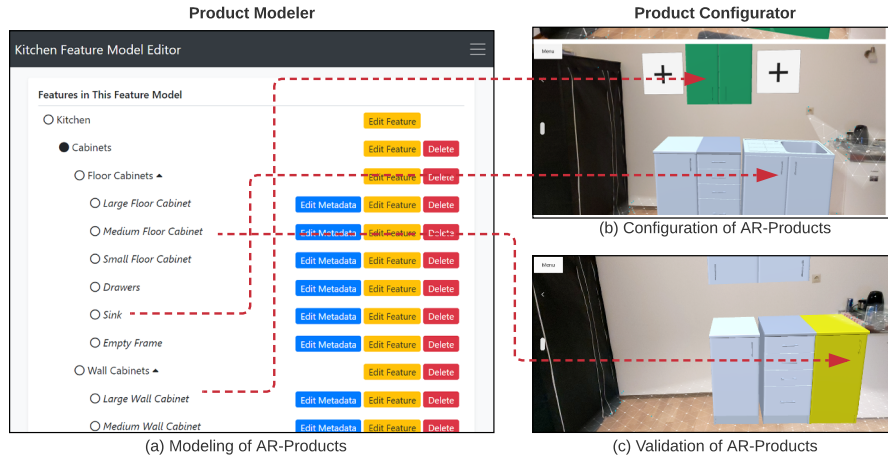 Product Modeler
Product Configurator
Kitchen Feature Model Editor
Features in This Feature Model
Kitchen
Edit Feature
Cabinets
Edit Feature Delete
Floor Cabinets
Edit Feature Delete
Large Floor Cabinet
Edit Metadata Edit Feature Delete
Medium Floor Cabinet
Edit Metadata Edit Feature Delete
Small Floor Cabinet
Edit Metadata Edit Feature Delete
Drawers
Edit Metadata Edit Feature Delete
Sink
Edit Metadata Edit Feature Delete
Empty Frame
Edit Metadata Edit Feature Delete
Wall Cabinets
Edit Feature Delete
Large Wall Cabinet
Edit Metadata Edit Feature Delete
Medium Wall Cabinet
Edit Metadata Edit Feature Delete
(a) Modeling of AR-Products
Menu
(b) Configuration of AR-Products
Menu
(c) Validation of AR-Products